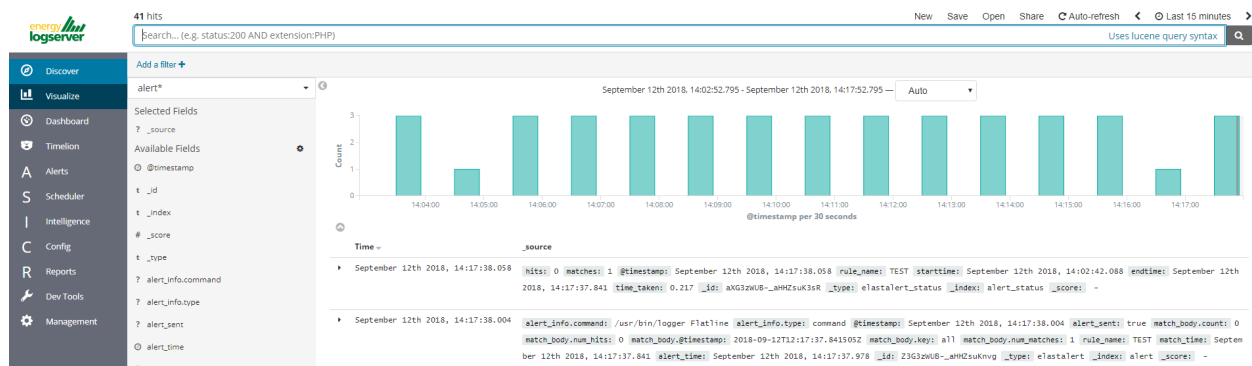 energy
logserver
41 hits
New Save Open Share Auto-refresh Last 15 minutes
Search... (e.g. status:200 AND extension:PHP)
Uses lucene query syntax
Add a filter +
Discover
Visualize
Dashboard
Timelion
A Alerts
S Scheduler
I Intelligence
C Config
R Reports
Dev Tools
Management
alert*
Selected Fields
? _source
Available Fields
@timestamp
t _id
t _index
# _score
t _type
? alert_info.command
? alert_info.type
? alert_sent
alert_time
September 12th 2018, 14:02:52.795 - September 12th 2018, 14:17:52.795 — Auto
Count
3
2
1
0
14:04:00 14:05:00 14:06:00 14:07:00 14:08:00 14:09:00 14:10:00 14:11:00 14:12:00 14:13:00 14:14:00 14:15:00 14:16:00 14:17:00
@timestamp per 30 seconds
Time _source
September 12th 2018, 14:17:38.058 hits: 0 matches: 1 @timestamp: September 12th 2018, 14:17:38.058 rule_name: TEST starttime: September 12th 2018, 14:02:42.088 endtime: September 12th
2018, 14:17:37.841 time_taken: 0.217 _id: aXG3zWUB-_aHHZsuK3sR _type: elastalert_status _index: alert_status _score: -
September 12th 2018, 14:17:38.004 alert_info.command: /usr/bin/logger Flatline alert_info.type: command @timestamp: September 12th 2018, 14:17:38.004 alert_sent: true match_body.count: 0
match_body.num_hits: 0 match_body.@timestamp: 2018-09-12T12:17:37.841505Z match_body.key: all match_body.num_matches: 1 rule_name: TEST match_time: Septem
ber 12th 2018, 14:17:37.841 alert_time: September 12th 2018, 14:17:37.978 _id: Z3G3zWUB-_aHHZsuKnvg _type: elastalert _index: alert _score: -